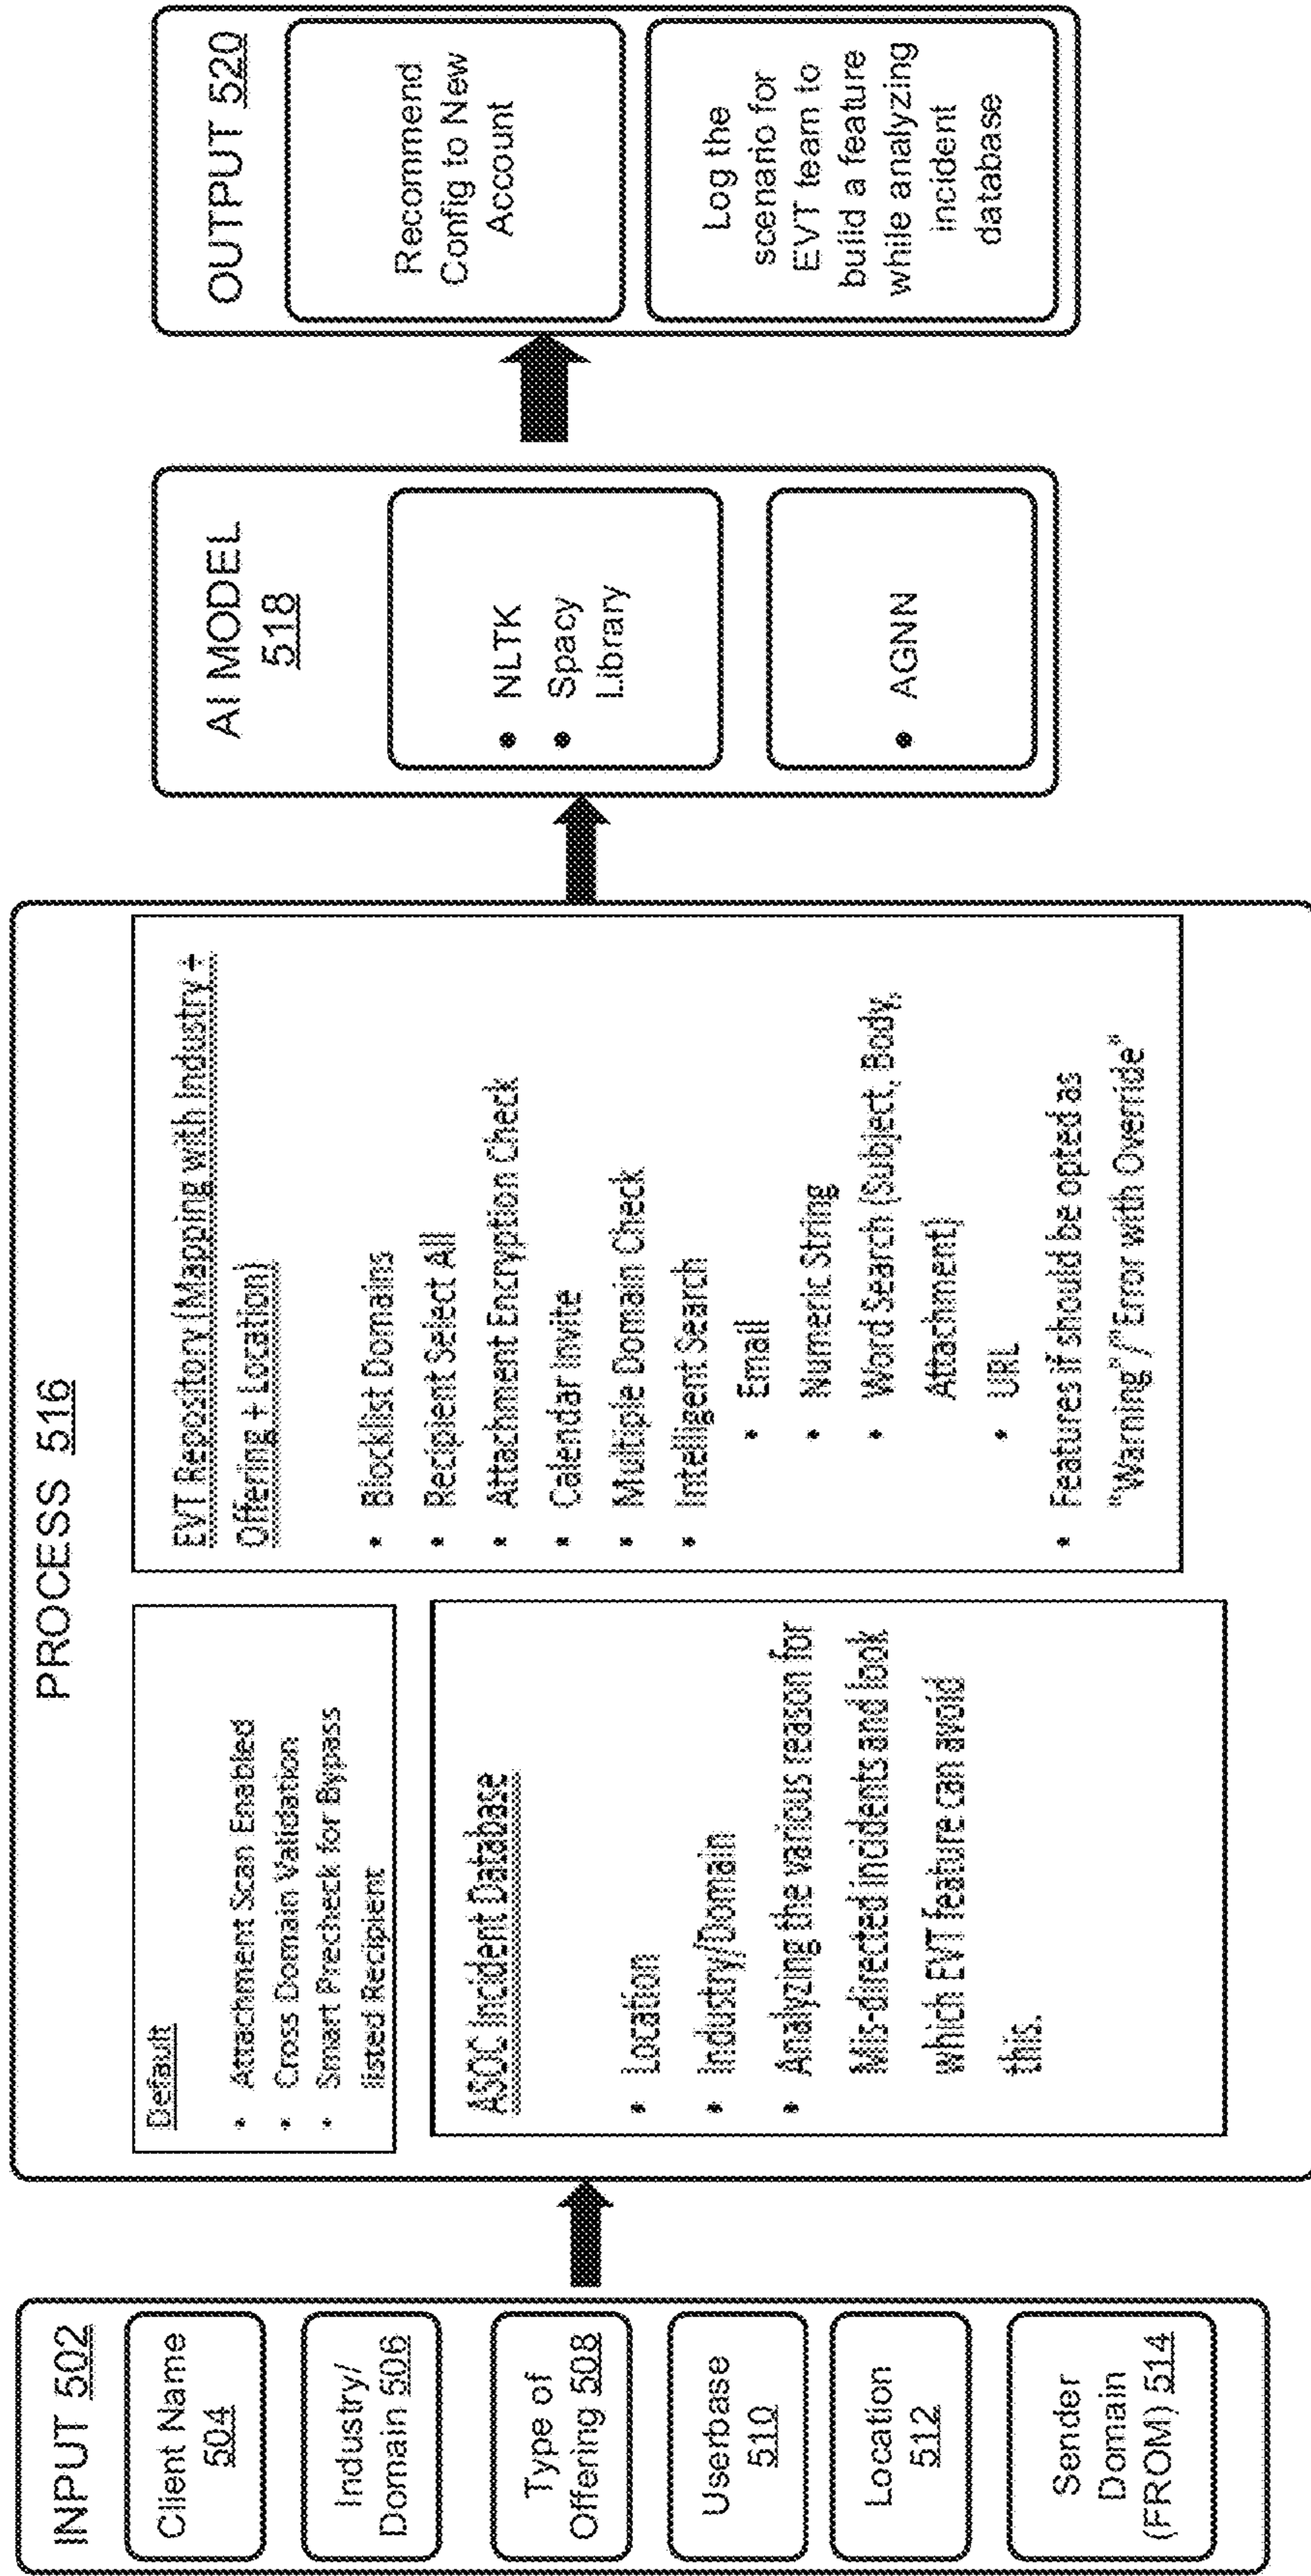 INPUT 502
Client Name
504
Industry/
Domain 506
Type of
Offering 508
Userbase
510
Location
512
Sender
Domain
(FROM) 514
PROCESS 516
Default
• Attachment Scan Enabled
• Cross Domain Validation
• Smart Precheck for Bypass
listed Recipient
ASOC Incident Database
• Location
• Industry/Domain
• Analyzing the various reason for
Mis-directed incidents and look
which EVT feature can avoid
this.
EVT Repository (Mapping with Industry +
Offering + Location)
• Blocklist Domains
• Recipient Select All
• Attachment Encryption Check
• Calendar Invite
• Multiple Domain Check
• Intelligent Search
• Email
• Numeric String
• Word Search (Subject, Body,
Attachment)
• URL
• Features if should be opted as
"Warning"/"Error with Override"
AI MODEL
518
• NLTK
• Spacy
Library
• AGNN
OUTPUT 520
Recommend
Config to New
Account
Log the
scenario for
EVT team to
build a feature
while analyzing
incident
database